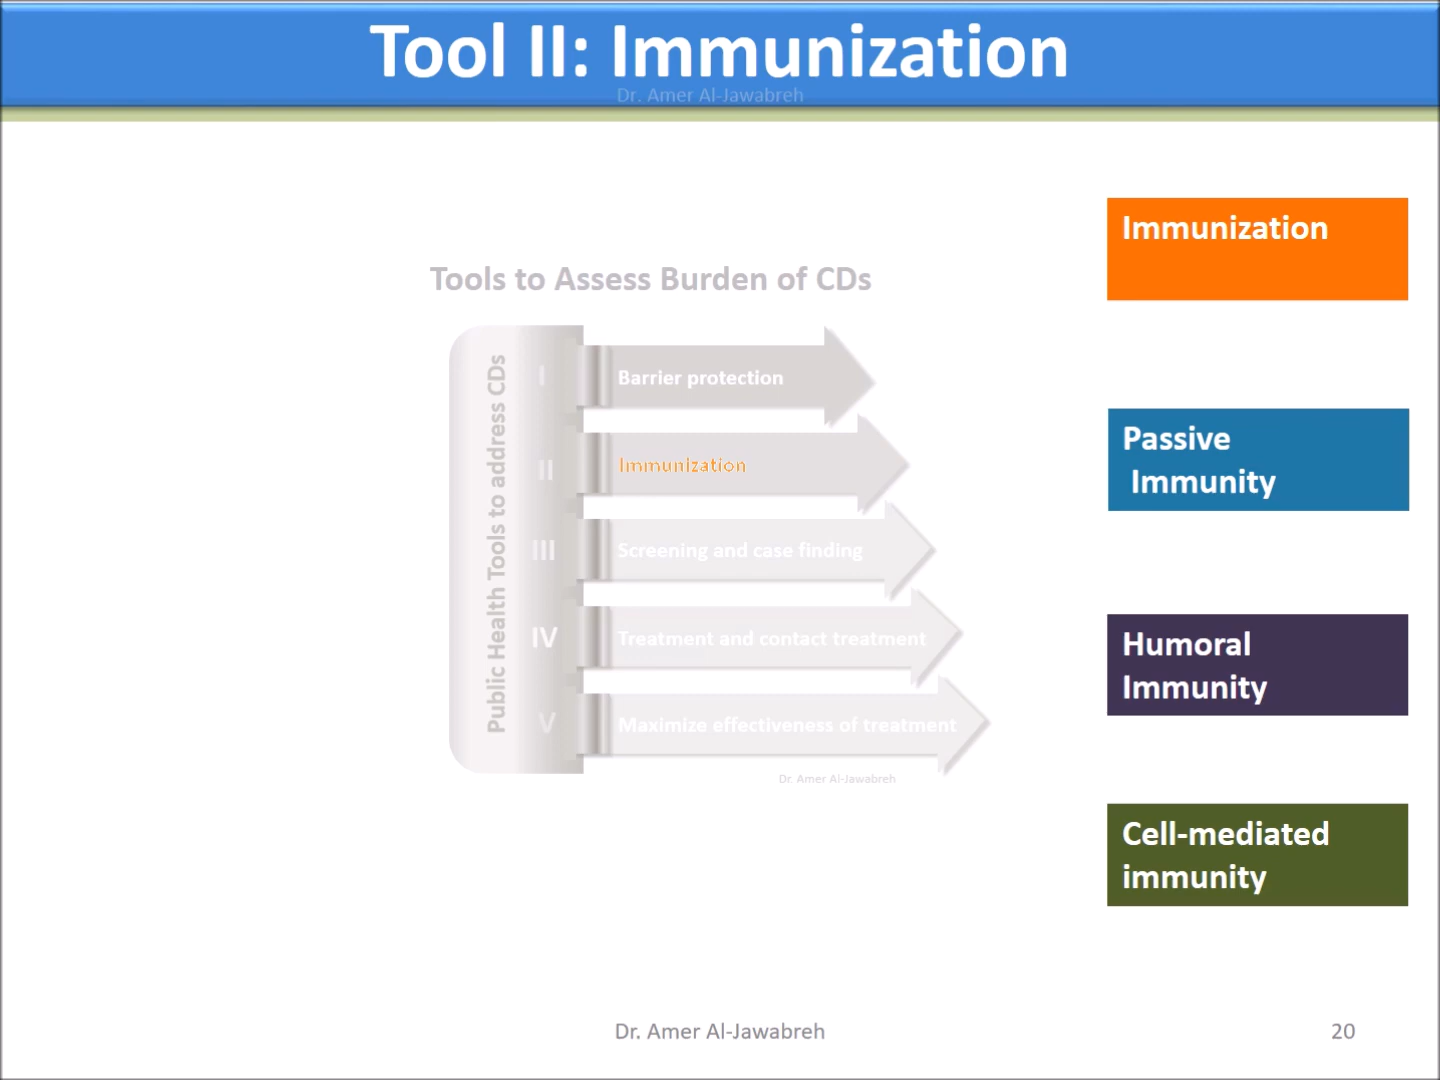 Tool II: Immunization
Dr. Amer Al-Jawabreh
Tools to Assess Burden of CDs
Public Health Tools to address CDs
I
Barrier protection
II
Immunization
III
Screening and case finding
IV
Treatment and contact treatment
V
Maximize effectiveness of treatment
Dr. Amer Al-Jawabreh
Immunization
Passive
Immunity
Humoral
Immunity
Cell-mediated
immunity
Dr. Amer Al-Jawabreh
20